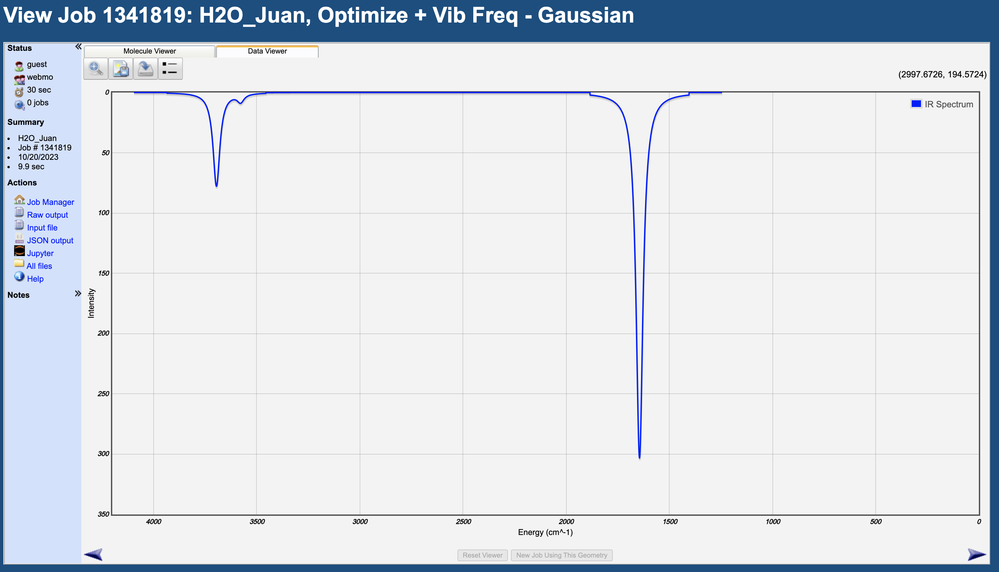 View Job 1341819: H2O_Juan, Optimize + Vib Freq - Gaussian
Status
guest
webmo
30 sec
0 jobs
Summary
H2O_Juan
Job # 1341819
10/20/2023
9.9 sec
Actions
Job Manager
Raw output
Input file
JSON output
Jupyter
All files
Help
Notes
Molecule Viewer
Data Viewer
(2997.6726, 194.5724)
IR Spectrum
0
50
100
150
200
250
300
350
Intensity
4000 3500 3000 2500 2000 1500 1000 500 0
Energy (cm^-1)
Reset Viewer
New Job Using This Geometry